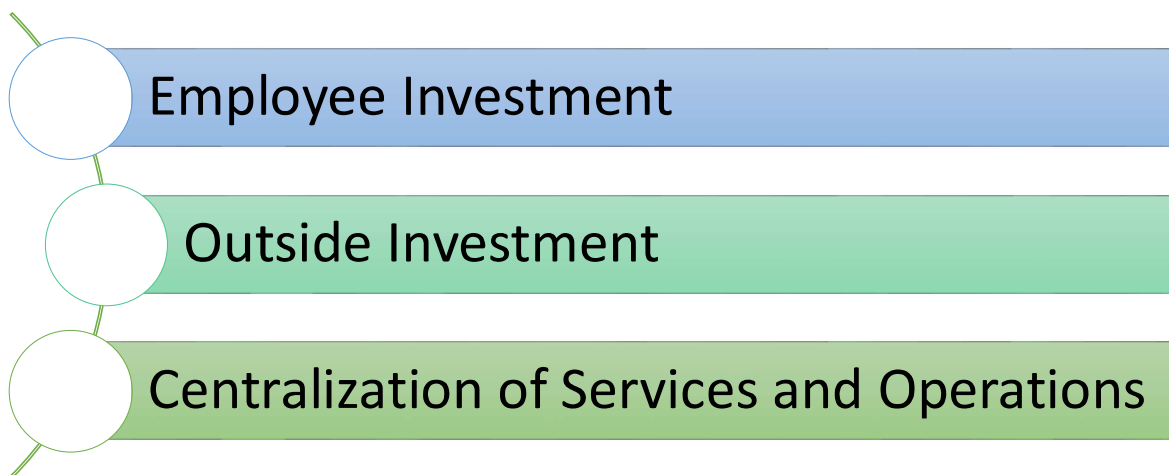 Employee Investment
Outside Investment
Centralization of Services and Operations